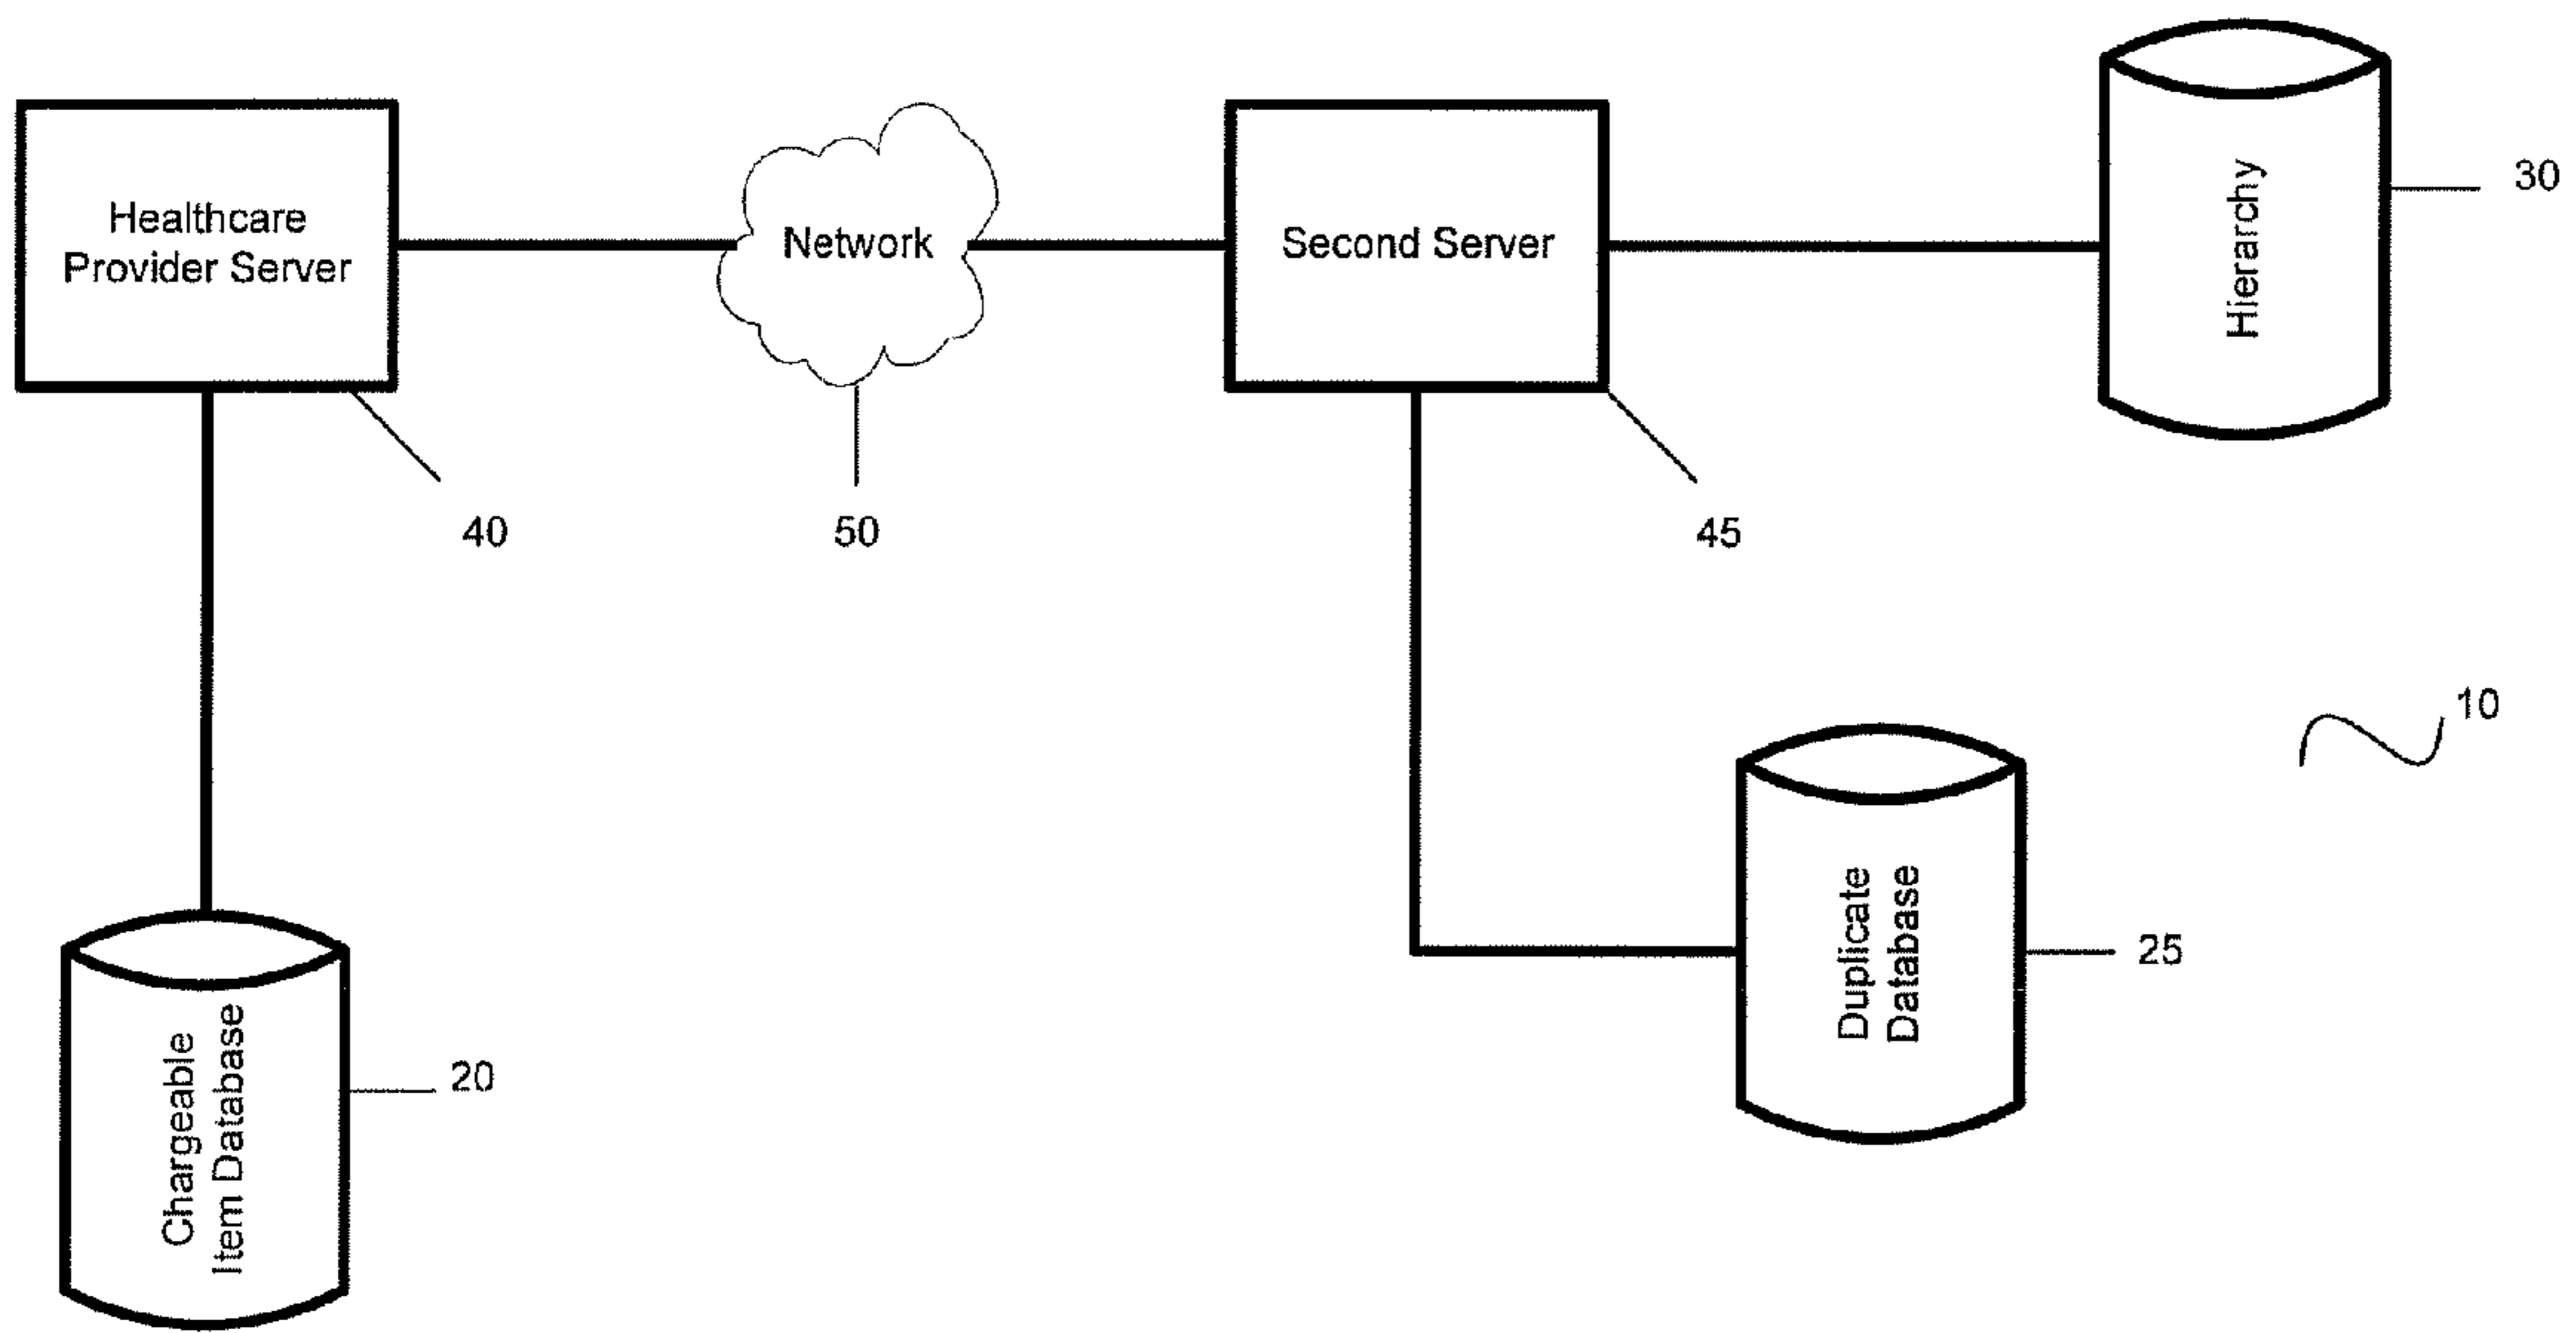 Healthcare
Provider Server
Network
Second Server
Hierarchy
30
40
50
45
10
Duplicate
Database
25
Chargeable
Item Database
20